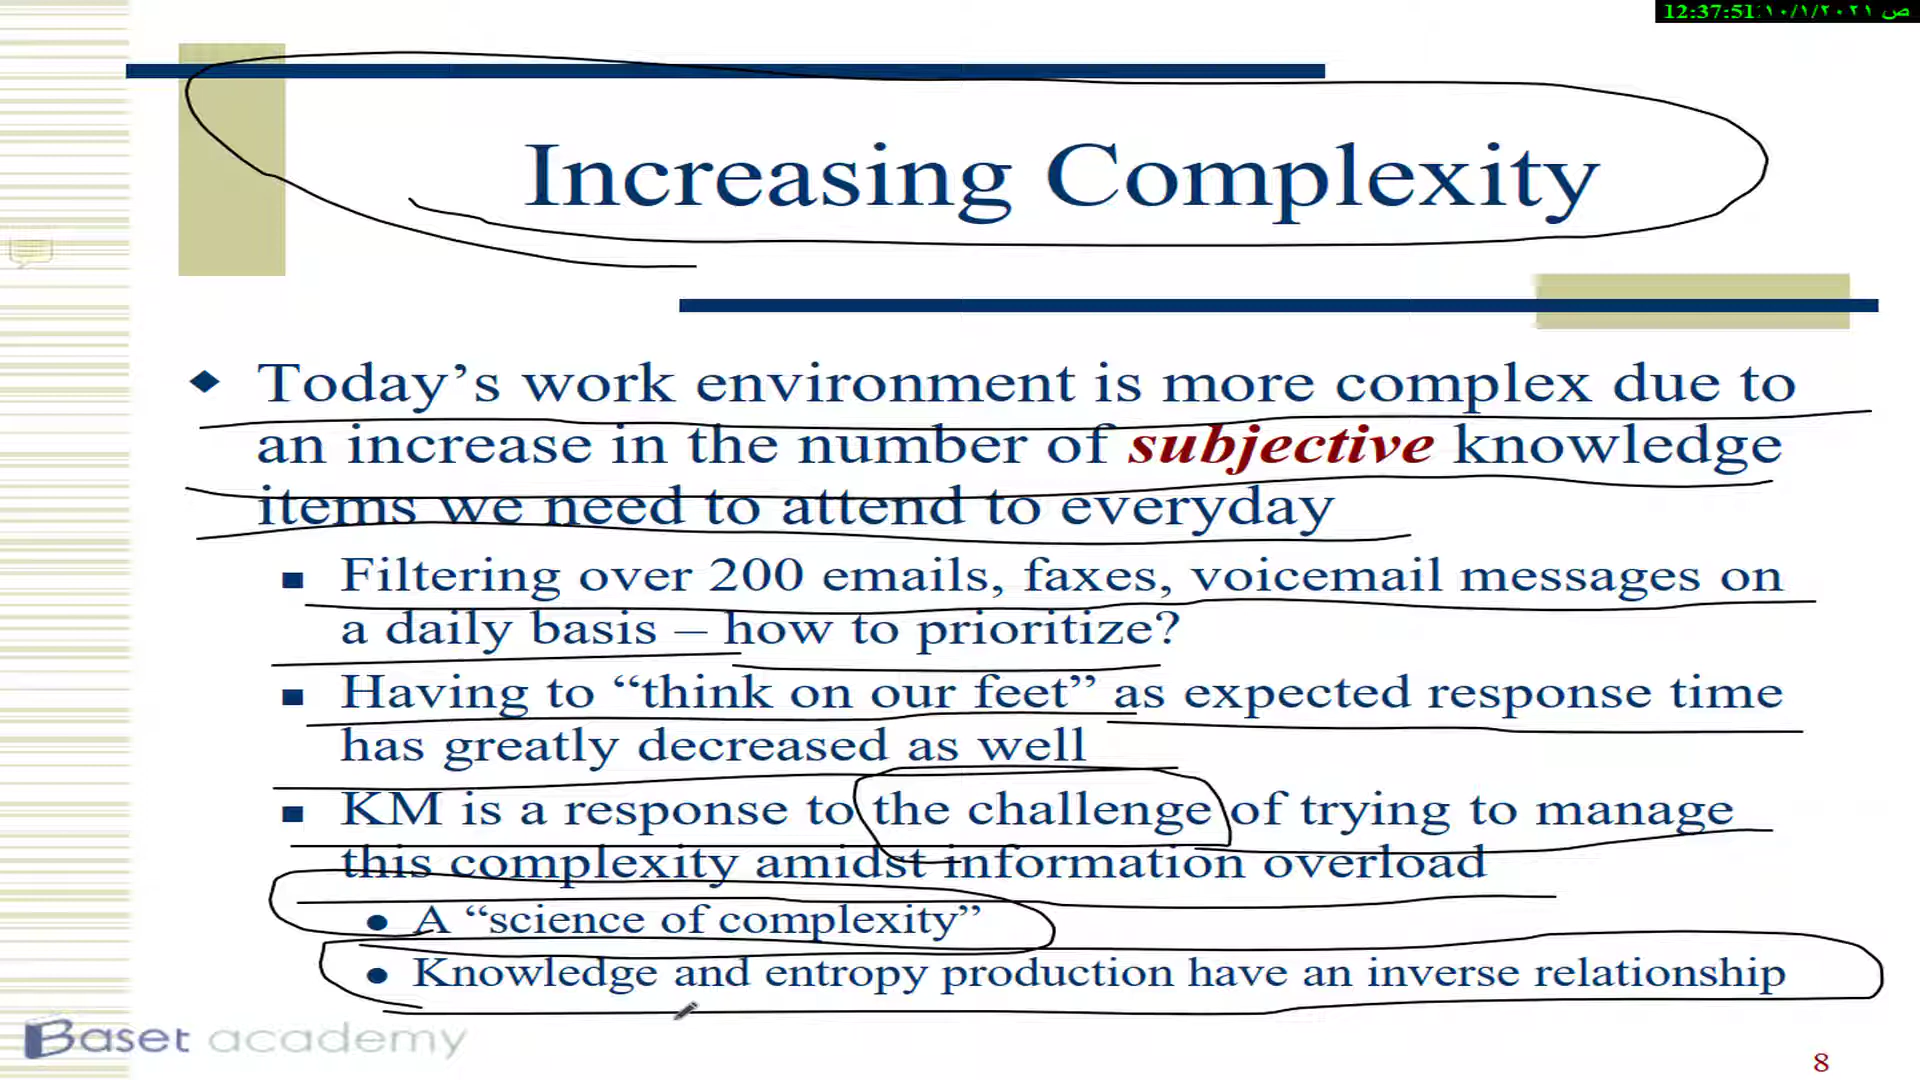 12:37:51 ١٠/١/٢٠٢١ ص
Increasing Complexity
Today’s work environment is more complex due to
an increase in the number of subjective knowledge
items we need to attend to everyday
Filtering over 200 emails, faxes, voicemail messages on
a daily basis – how to prioritize?
Having to “think on our feet” as expected response time
has greatly decreased as well
KM is a response to the challenge of trying to manage
this complexity amidst information overload
A “science of complexity”
Knowledge and entropy production have an inverse relationship
Baset academy
8